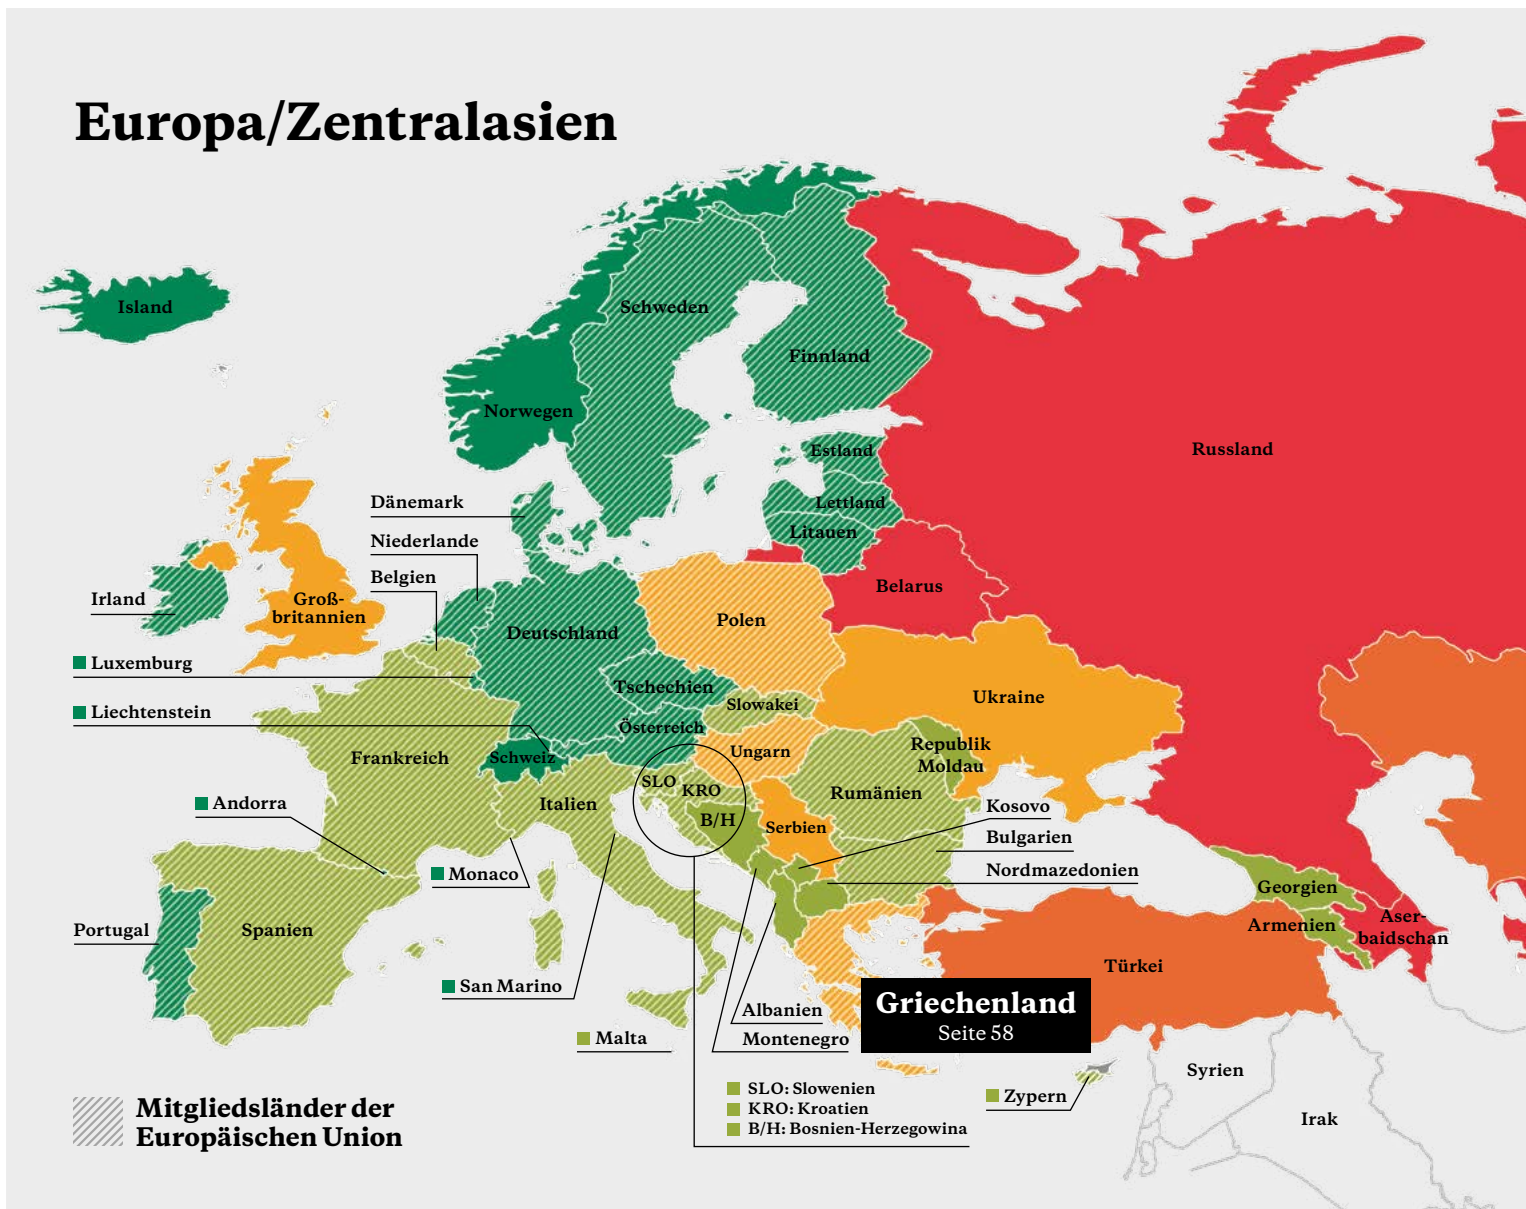 Europa/Zentralasien
Island
Schweden
Finnland
Norwegen
Russland
Estland
Lettland
Litauen
Dänemark
Niederlande
Belgien
Irland
Groß-
britannien
Belarus
Polen
Deutschland
Luxemburg
Tschechien
Slowakei
Ukraine
Liechtenstein
Österreich
Ungarn
Republik
Moldau
Frankreich
Schweiz
SLO
KRO
B/H
Italien
Rumänien
Serbien
Kosovo
Andorra
Bulgarien
Monaco
Nordmazedonien
Georgien
Aser-
baidschan
Armenien
Portugal
Spanien
Türkei
San Marino
Griechenland
Seite 58
Albanien
Malta
Montenegro
Syrien
Zypern
Irak
SLO: Slowenien
KRO: Kroatien
B/H: Bosnien-Herzegowina
Mitgliedsländer der
Europäischen Union